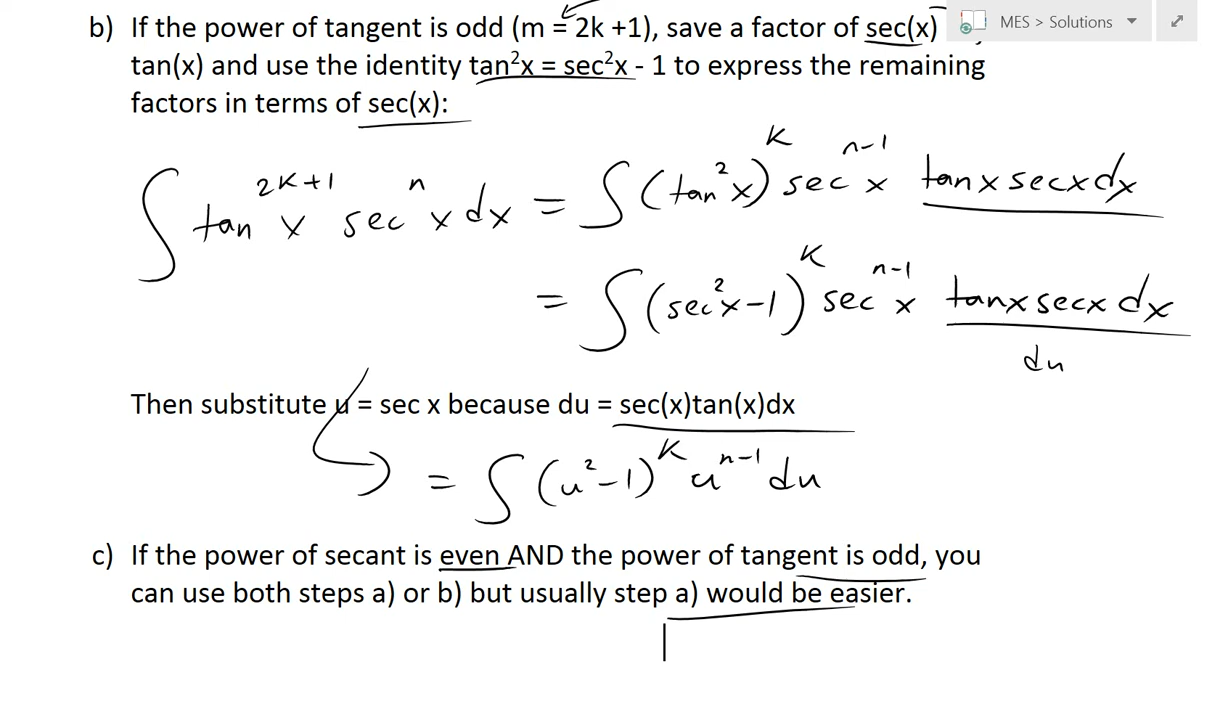 b) If the power of tangent is odd (m = 2k +1), save a factor of sec(x)
MES > Solutions
tan(x) and use the identity tan²x = sec²x - 1 to express the remaining
factors in terms of sec(x):
∫ tan^(2k+1) x sec^n x dx = ∫ (tan²x)^k sec^(n-1) x tanx secx dx
= ∫ (sec²x - 1)^k sec^(n-1) x tanx secx dx
du
Then substitute u = sec x because du = sec(x)tan(x)dx
= ∫ (u² - 1)^k u^(n-1) du
c) If the power of secant is even AND the power of tangent is odd, you
can use both steps a) or b) but usually step a) would be easier.